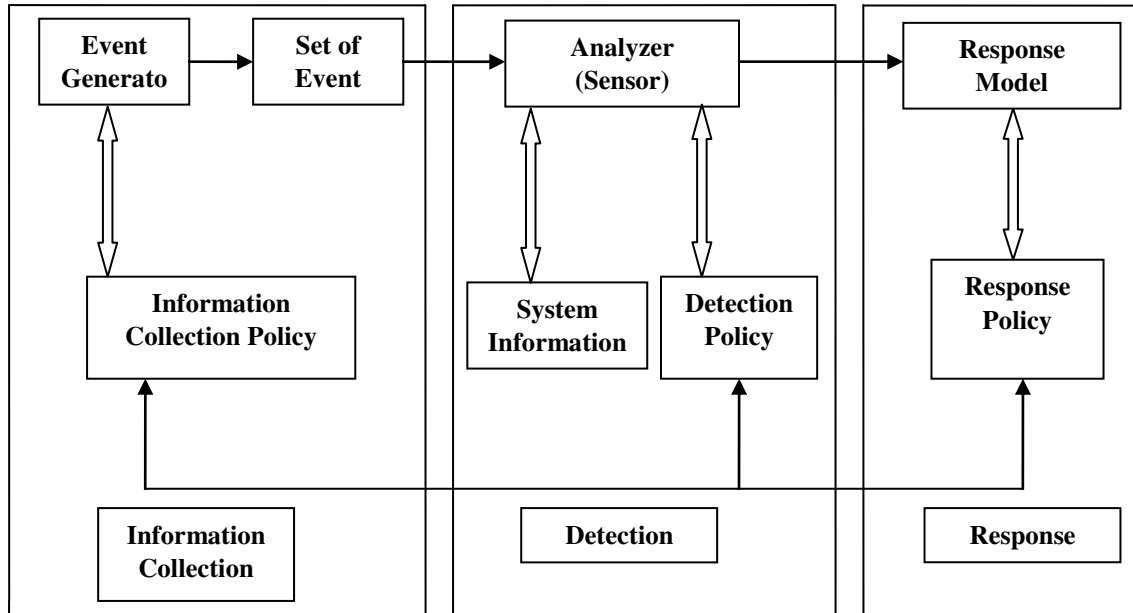 Event
Generato
Set of
Event
Analyzer
(Sensor)
Response
Model
Information
Collection Policy
System
Information
Detection
Policy
Response
Policy
Information
Collection
Detection
Response